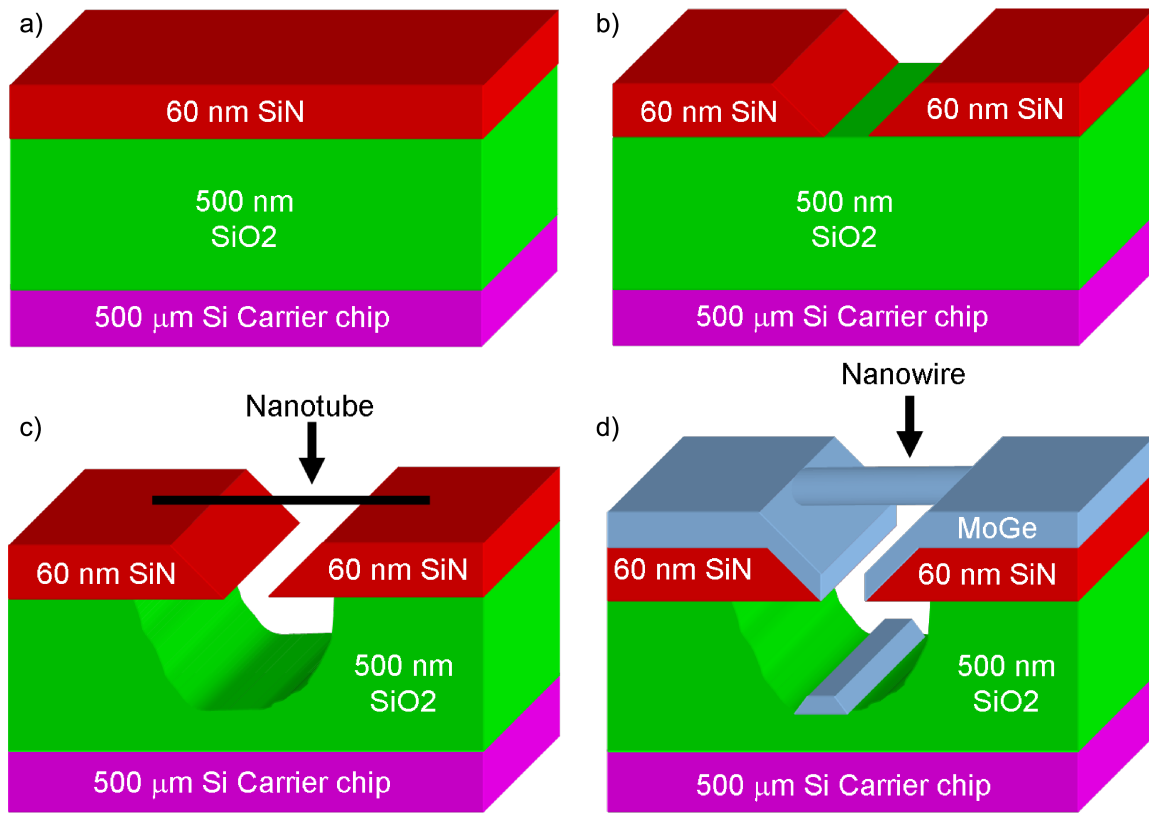 a)
60 nm SiN
500 nm
SiO2
500 μm Si Carrier chip
b)
60 nm SiN
60 nm SiN
500 nm
SiO2
500 μm Si Carrier chip
c)
Nanotube
60 nm SiN
60 nm SiN
500 nm
SiO2
500 μm Si Carrier chip
d)
Nanowire
MoGe
60 nm SiN
60 nm SiN
500 nm
SiO2
500 μm Si Carrier chip